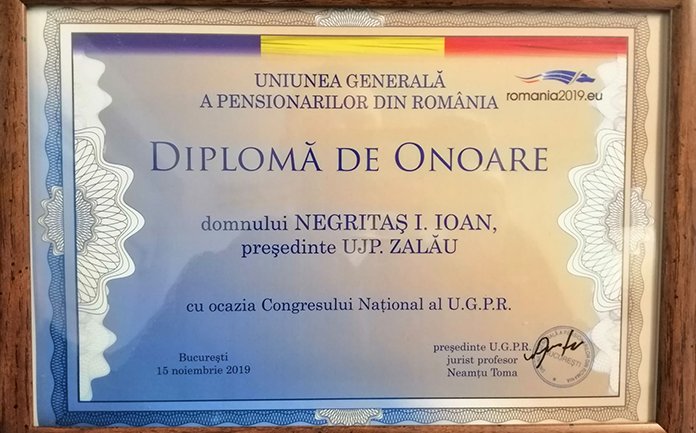 UNIUNEA GENERALĂ
A PENSIONARILOR DIN ROMÂNIA
romania2019.eu
DIPLOMĂ DE ONOARE
domnului NEGRITAŞ I. IOAN,
preşedinte UJP. ZALĂU
cu ocazia Congresului Naţional al U.G.P.R.
Bucureşti
15 noiembrie 2019
preşedinte U.G.P.R.
jurist profesor
Neamţu Toma
BUCUREŞTI